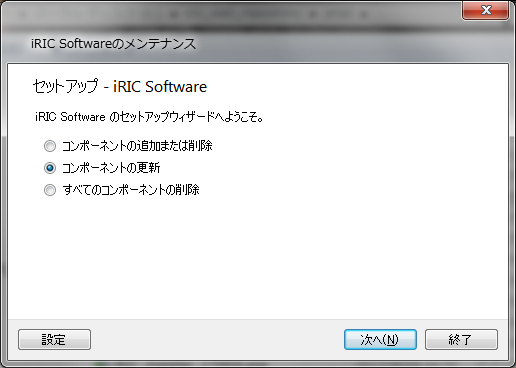 iRIC Softwareのメンテナンス
セットアップ - iRIC Software
iRIC Software のセットアップウィザードへようこそ。
コンポーネントの追加または削除
コンポーネントの更新
すべてのコンポーネントの削除
設定
次へ(N)
終了